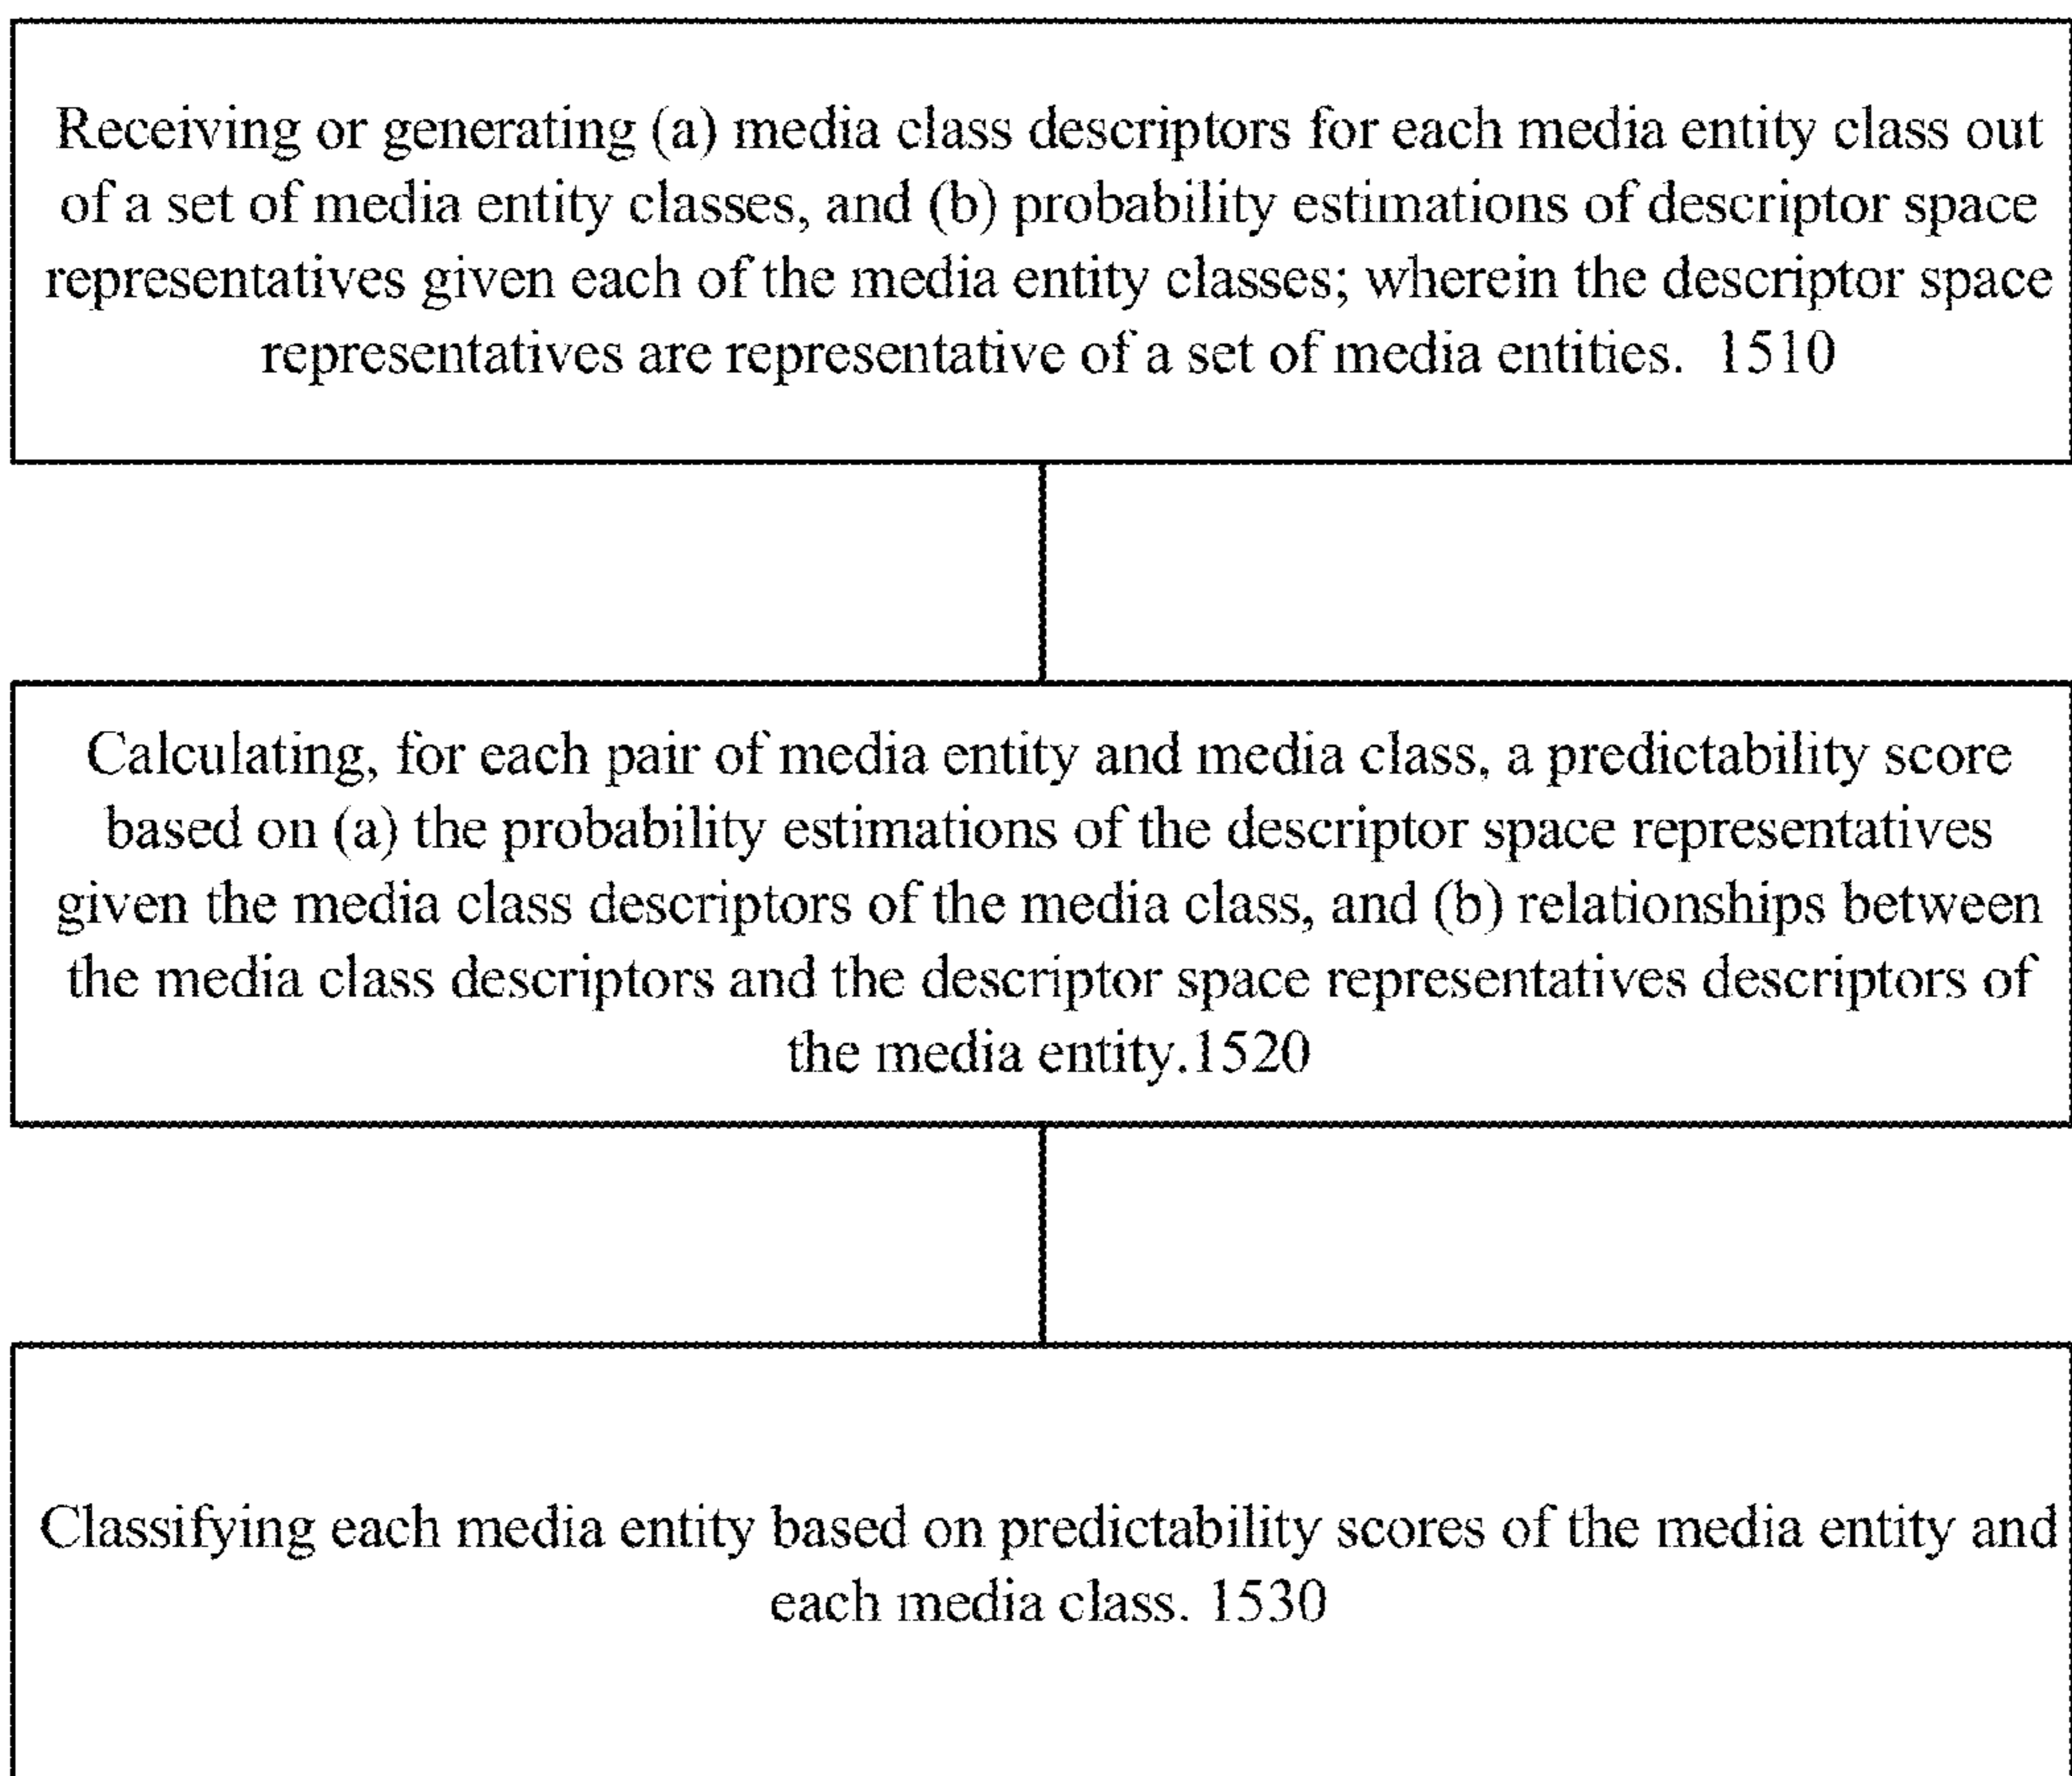 Receiving or generating (a) media class descriptors for each media entity class out
of a set of media entity classes, and (b) probability estimations of descriptor space
representatives given each of the media entity classes; wherein the descriptor space
representatives are representative of a set of media entities.  1510
Calculating, for each pair of media entity and media class, a predictability score
based on (a) the probability estimations of the descriptor space representatives
given the media class descriptors of the media class, and (b) relationships between
the media class descriptors and the descriptor space representatives descriptors of
the media entity.1520
Classifying each media entity based on predictability scores of the media entity and
each media class. 1530